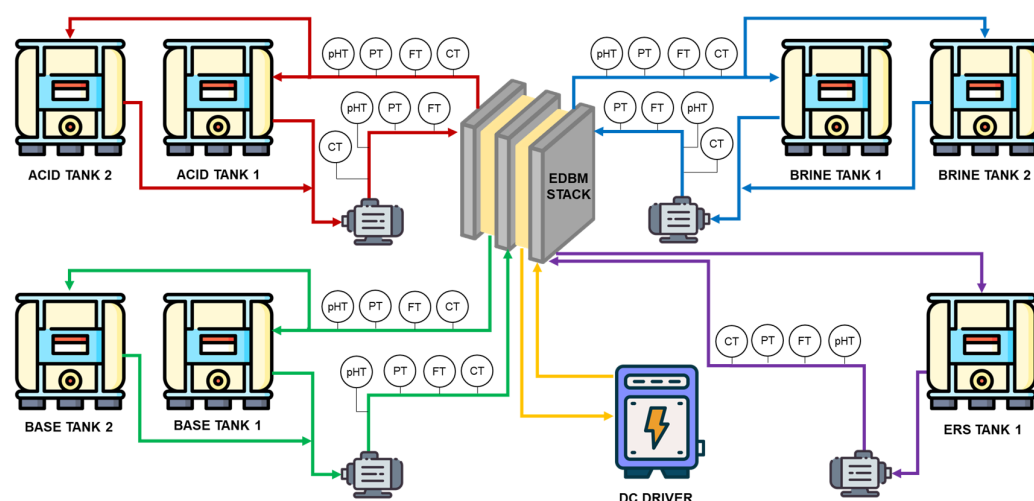 pHT PT FT CT
pHT PT FT CT
pHT PT FT
PT FT pHT
CT
CT
ACID TANK 2
ACID TANK 1
EDBM
STACK
BRINE TANK 1
BRINE TANK 2
pHT PT FT CT
CT PT FT pHT
pHT PT FT CT
BASE TANK 2
BASE TANK 1
ERS TANK 1
DC DRIVER